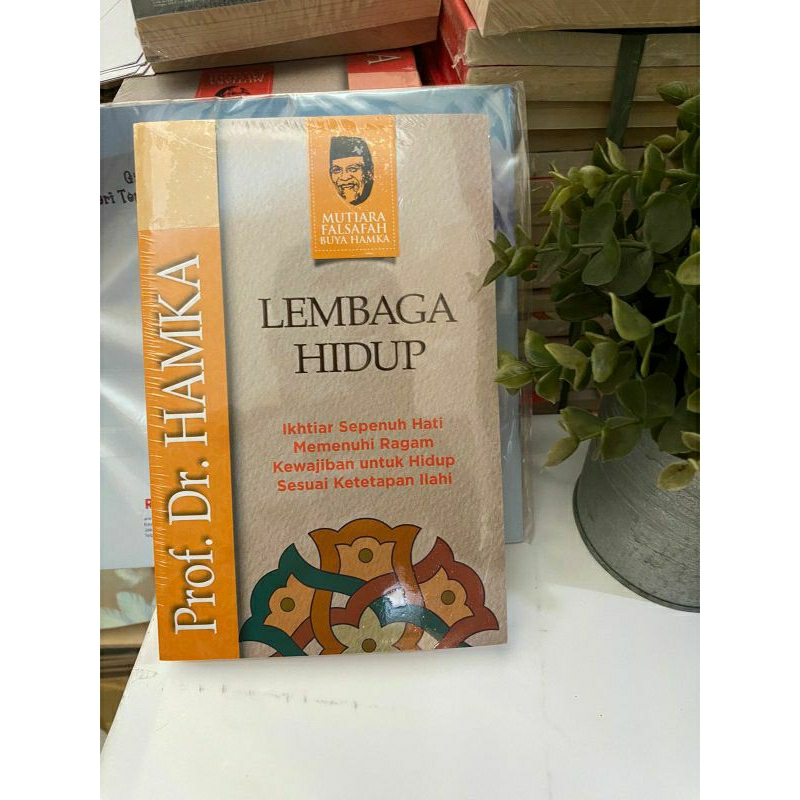 MUTIARA
FALSAFAH
BUYA HAMKA
LEMBAGA
HIDUP
Ikhtiar Sepenuh Hati
Memenuhi Ragam
Kewajiban untuk Hidup
Sesuai Ketetapan Ilahi
Prof. Dr. HAMKA